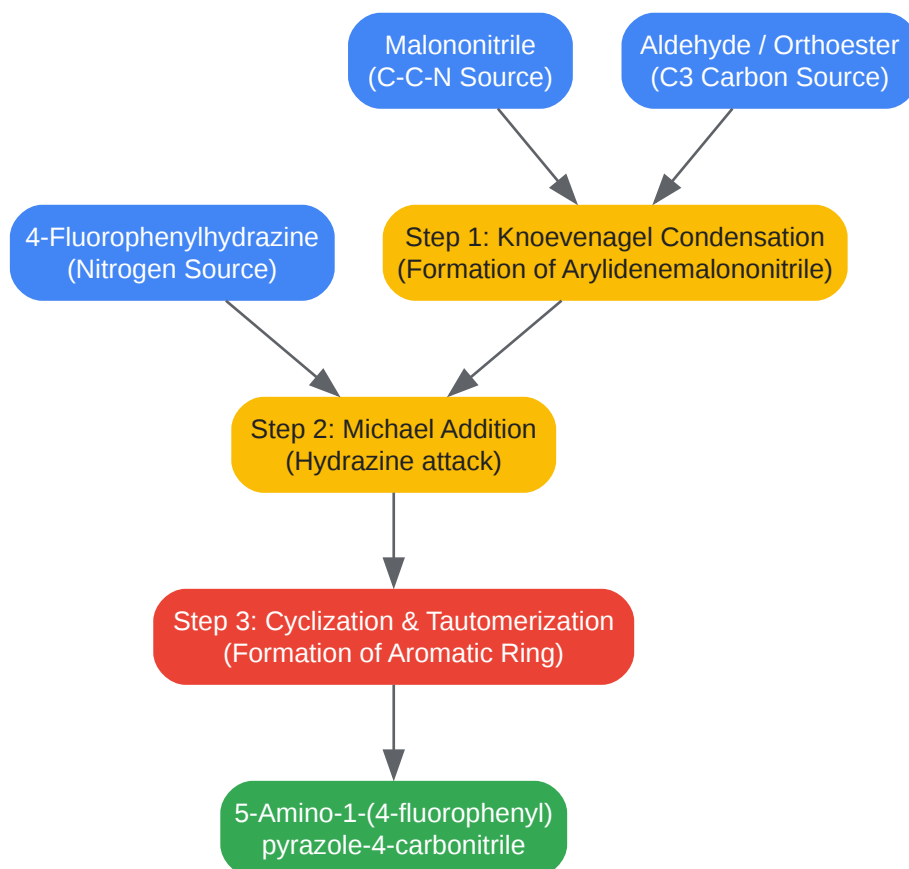 Malononitrile
(C-C-N Source)
Aldehyde / Orthoester
(C3 Carbon Source)
4-Fluorophenylhydrazine
(Nitrogen Source)
Step 1: Knoevenagel Condensation
(Formation of Arylidenemalononitrile)
Step 2: Michael Addition
(Hydrazine attack)
Step 3: Cyclization & Tautomerization
(Formation of Aromatic Ring)
5-Amino-1-(4-fluorophenyl)
pyrazole-4-carbonitrile